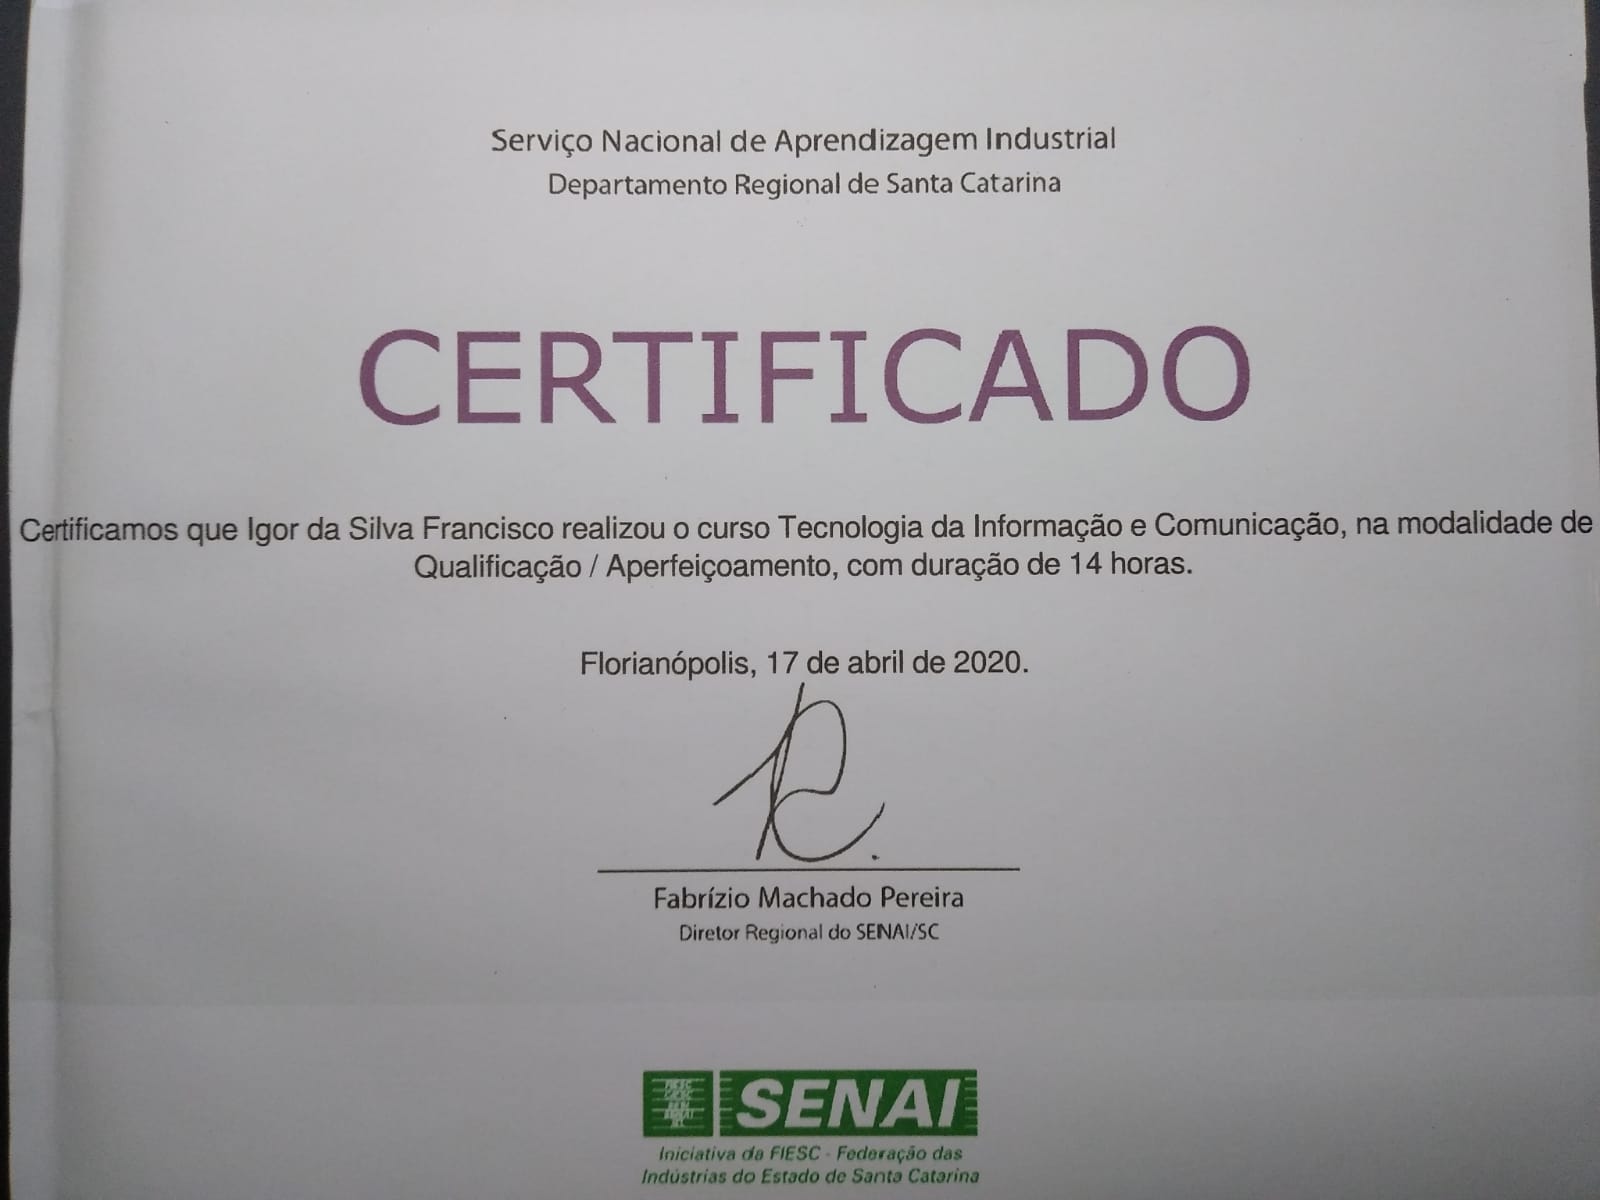 Serviço Nacional de Aprendizagem Industrial
Departamento Regional de Santa Catarina
CERTIFICADO
Certificamos que Igor da Silva Francisco realizou o curso Tecnologia da Informação e Comunicação, na modalidade de
Qualificação / Aperfeiçoamento, com duração de 14 horas.
Florianópolis, 17 de abril de 2020.
Fabrízio Machado Pereira
Diretor Regional do SENAI/SC
SENAI
Iniciativa da FIESC - Federação das
Indústrias do Estado de Santa Catarina